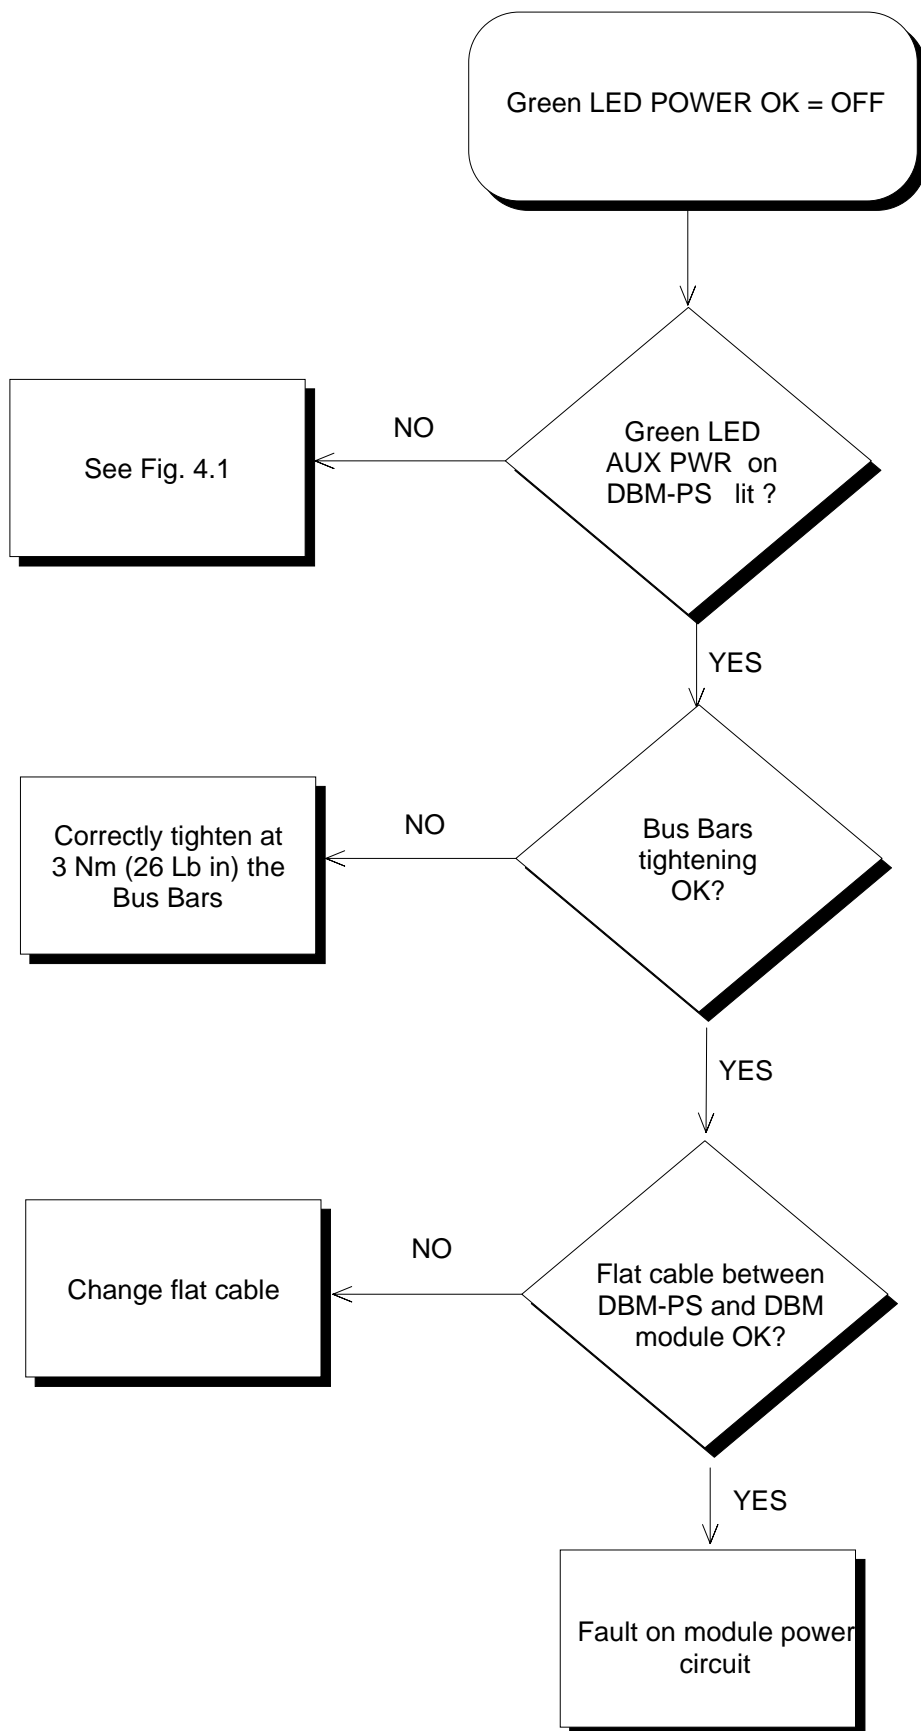 Green LED POWER OK = OFF
NO
Green LED
AUX PWR on
DBM-PS lit ?
See Fig. 4.1
YES
NO
Bus Bars
tightening
OK?
Correctly tighten at
3 Nm (26 Lb in) the
Bus Bars
YES
NO
Flat cable between
DBM-PS and DBM
module OK?
Change flat cable
YES
Fault on module power
circuit